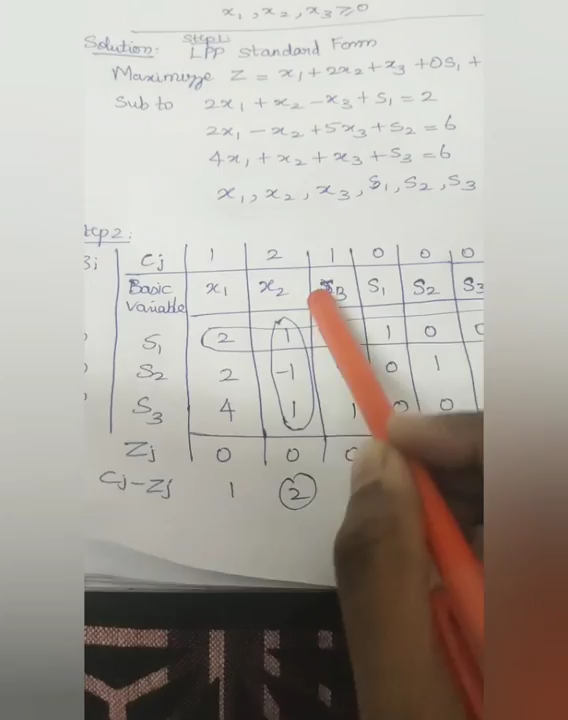 x₁, x₂, x₃ ≥ 0
Solution: Step1
LPP Standard Form
Maximize Z = x₁ + 2x₂ + x₃ + 0S₁ +
Sub to 2x₁ + x₂ - x₃ + S₁ = 2
2x₁ - x₂ + 5x₃ + S₂ = 6
4x₁ + x₂ + x₃ + S₃ = 6
x₁, x₂, x₃, S₁, S₂, S₃
tep2:
Bi Cj 1 2 1 0 0 0
Basic Variable x₁ x₂ S₁ S₂ S₃
S₁ 2 1 1 0
S₂ 2 -1 0 1
S₃ 4 1 1 0 0
Zj 0 0
Cj-Zj 1 2